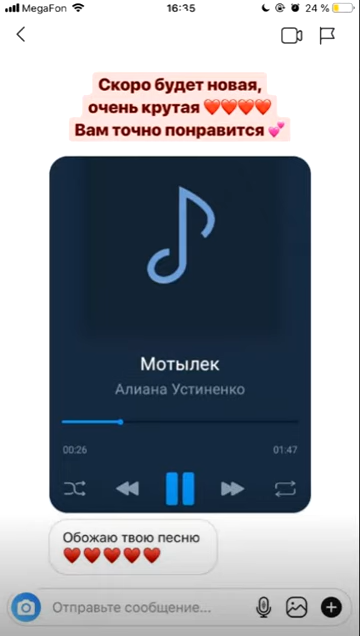 MegaFon
16:35
24 %
Скоро будет новая,
очень крутая ❤️❤️❤️❤️
Вам точно понравится 💕
Мотылек
Алиана Устиненко
00:26
01:47
Обожаю твою песню
❤️❤️❤️❤️❤️
Отправьте сообщение...